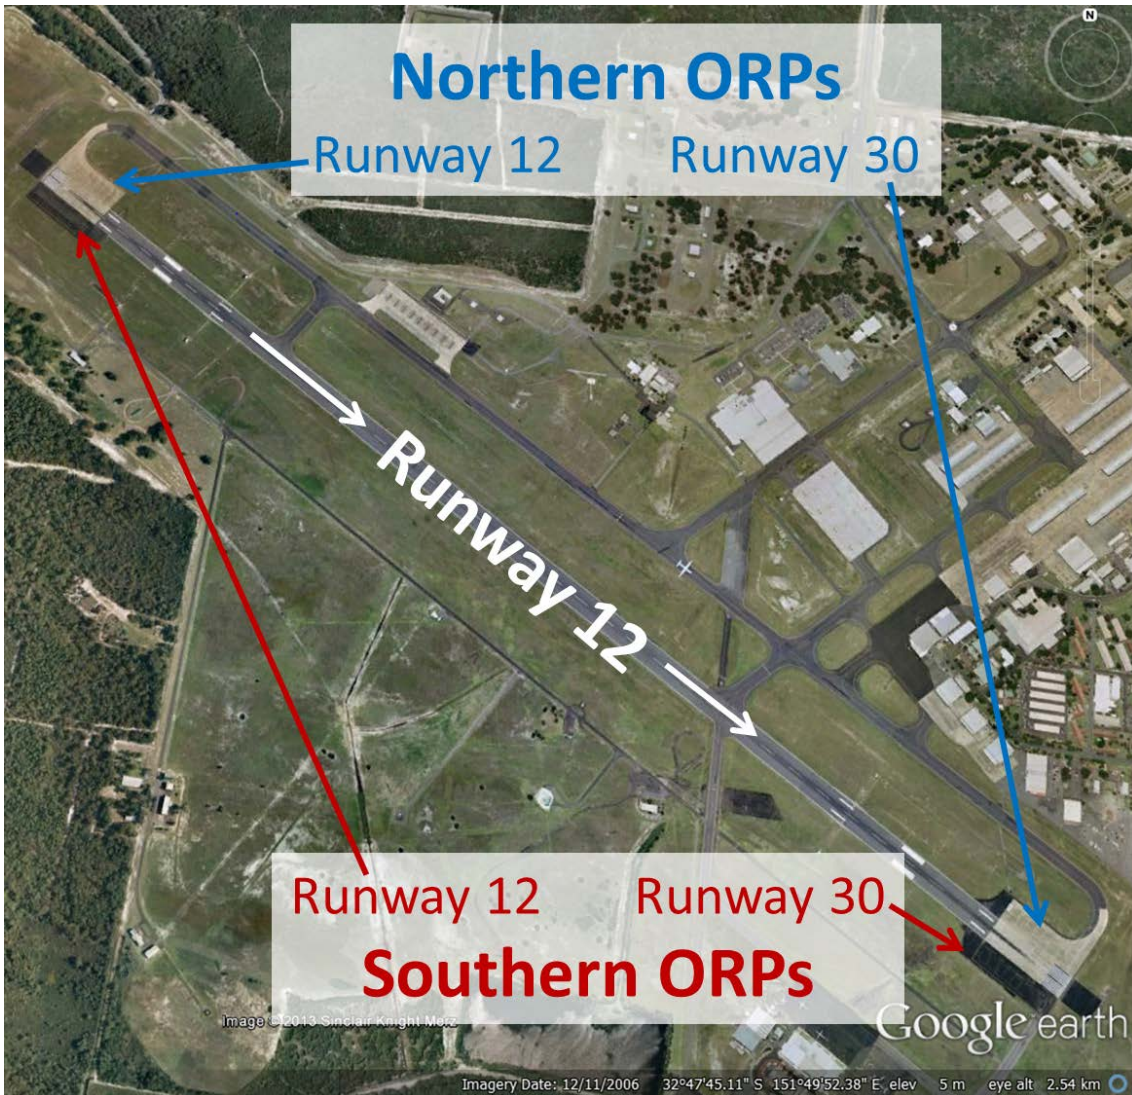 N
Northern ORPs
Runway 12 Runway 30
Runway 12
Runway 12 Runway 30
Southern ORPs
Image © 2013 Sinclair Knight Merz
Google earth
Imagery Date: 12/11/2006 32°47'45.11" S 151°49'52.38" E elev 5 m eye alt 2.54 km